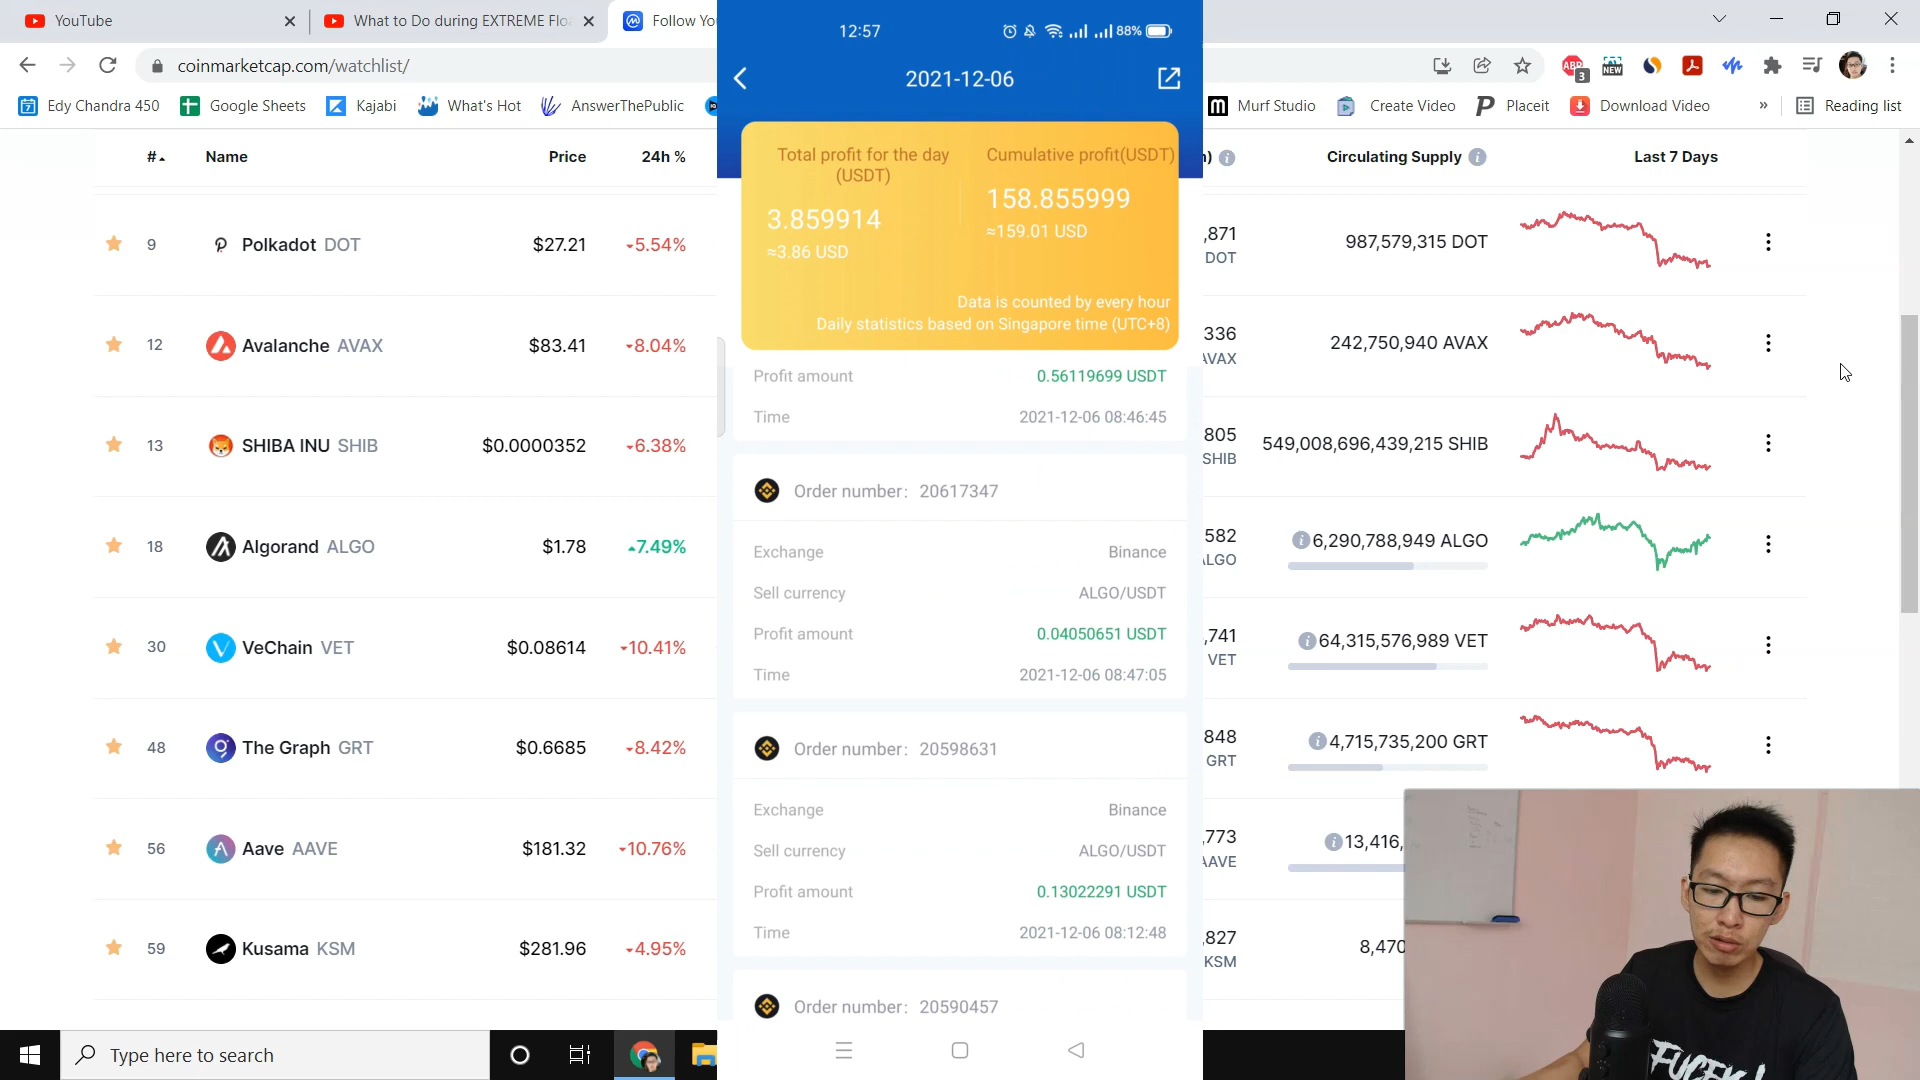 YouTube
What to Do during EXTREME Flo
Follow Yo
coinmarketcap.com/watchlist/
ABP
3
NEW
Edy Chandra 450
Google Sheets
Kajabi
What's Hot
AnswerThePublic
Murf Studio
Create Video
Placeit
Download Video
»
Reading list
#
Name
Price
24h %
Circulating Supply
Last 7 Days
9
Polkadot DOT
$27.21
5.54%
,871
DOT
987,579,315 DOT
12
Avalanche AVAX
$83.41
8.04%
336
AVAX
242,750,940 AVAX
13
SHIBA INU SHIB
$0.0000352
6.38%
805
SHIB
549,008,696,439,215 SHIB
18
Algorand ALGO
$1.78
7.49%
582
ALGO
6,290,788,949 ALGO
30
VeChain VET
$0.08614
10.41%
,741
VET
64,315,576,989 VET
48
The Graph GRT
$0.6685
8.42%
848
GRT
4,715,735,200 GRT
56
Aave AAVE
$181.32
10.76%
,773
AAVE
13,416,
59
Kusama KSM
$281.96
4.95%
,827
KSM
8,470
12:57
88%
2021-12-06
Total profit for the day
(USDT)
3.859914
≈3.86 USD
Cumulative profit(USDT)
158.855999
≈159.01 USD
Data is counted by every hour
Daily statistics based on Singapore time (UTC+8)
Profit amount
0.56119699 USDT
Time
2021-12-06 08:46:45
Order number: 20617347
Exchange
Binance
Sell currency
ALGO/USDT
Profit amount
0.04050651 USDT
Time
2021-12-06 08:47:05
Order number: 20598631
Exchange
Binance
Sell currency
ALGO/USDT
Profit amount
0.13022291 USDT
Time
2021-12-06 08:12:48
Order number: 20590457
Type here to search